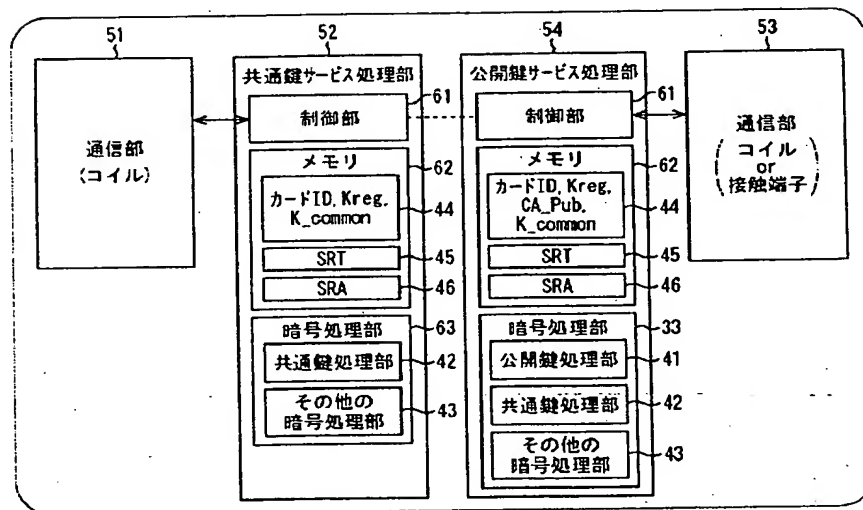 51
52
54
53
共通鍵サービス処理部
公開鍵サービス処理部
通信部
(コイル)
61
制御部
61
制御部
通信部
(コイル
or
接触端子)
メモリ
62
カードID, Kreg,
K_common
44
SRT
45
SRA
46
メモリ
62
カードID, Kreg,
CA_Pub,
K_common
44
SRT
45
SRA
46
暗号処理部
63
共通鍵処理部
42
その他の
暗号処理部
43
暗号処理部
33
公開鍵処理部
41
共通鍵処理部
42
その他の
暗号処理部
43